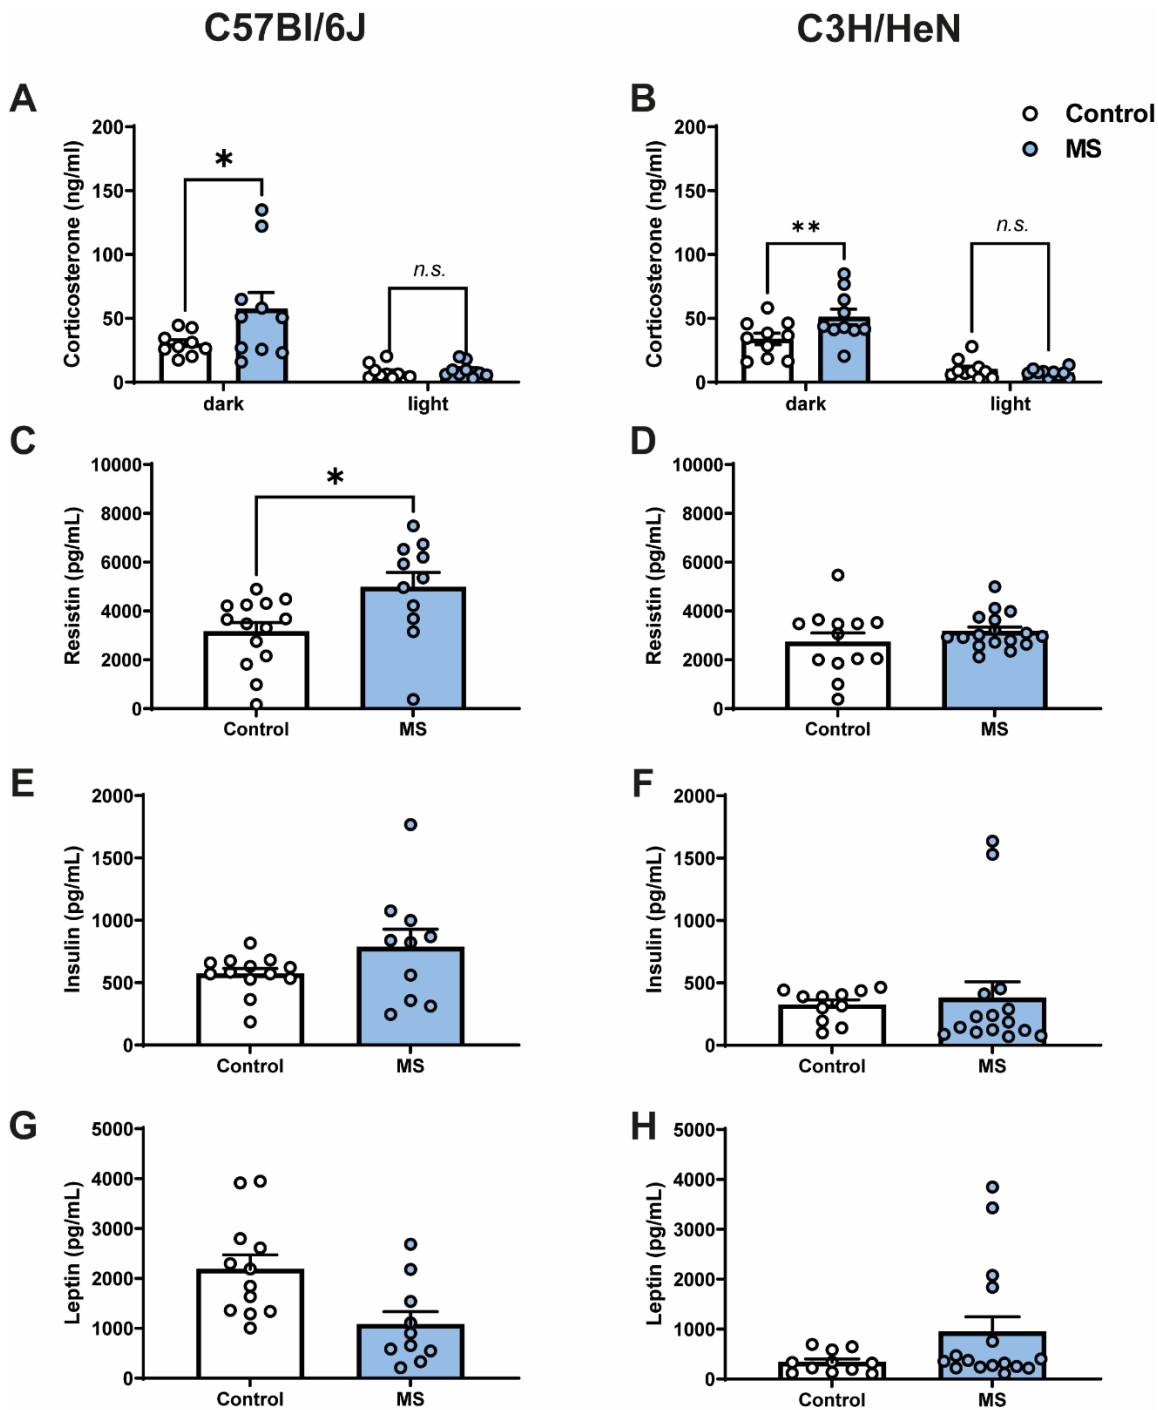 C57Bl/6J
C3H/HeN
A
Corticosterone (ng/ml)
200
150
100
50
0
*
n.s.
dark
light
B
Corticosterone (ng/ml)
200
150
100
50
0
**
n.s.
dark
light
Control
MS
C
Resistin (pg/mL)
10000
8000
6000
4000
2000
0
*
Control
MS
D
Resistin (pg/mL)
10000
8000
6000
4000
2000
0
Control
MS
E
Insulin (pg/mL)
2000
1500
1000
500
0
Control
MS
F
Insulin (pg/mL)
2000
1500
1000
500
0
Control
MS
G
Leptin (pg/mL)
5000
4000
3000
2000
1000
0
Control
MS
H
Leptin (pg/mL)
5000
4000
3000
2000
1000
0
Control
MS